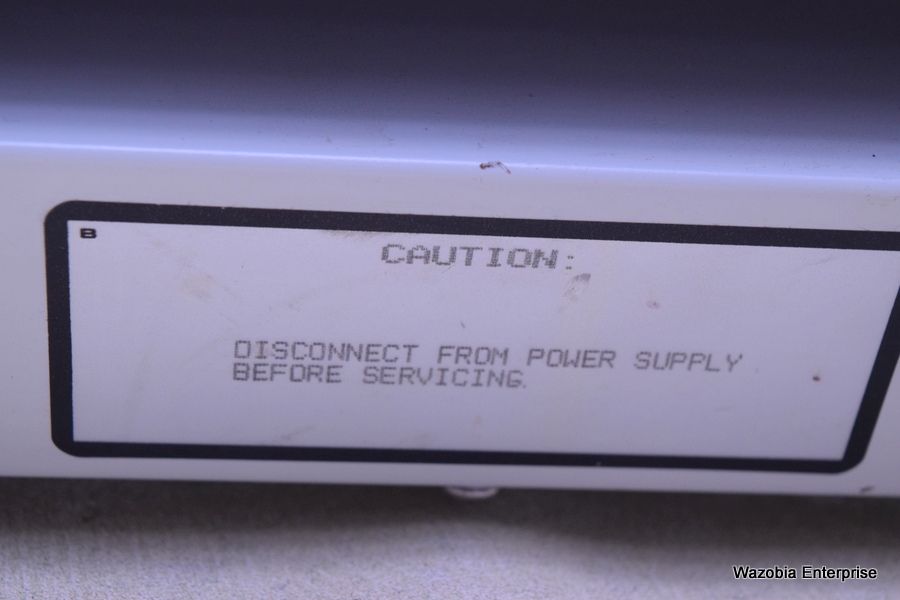 B
CAUTION:
DISCONNECT FROM POWER SUPPLY
BEFORE SERVICING.
Wazobia Enterprise